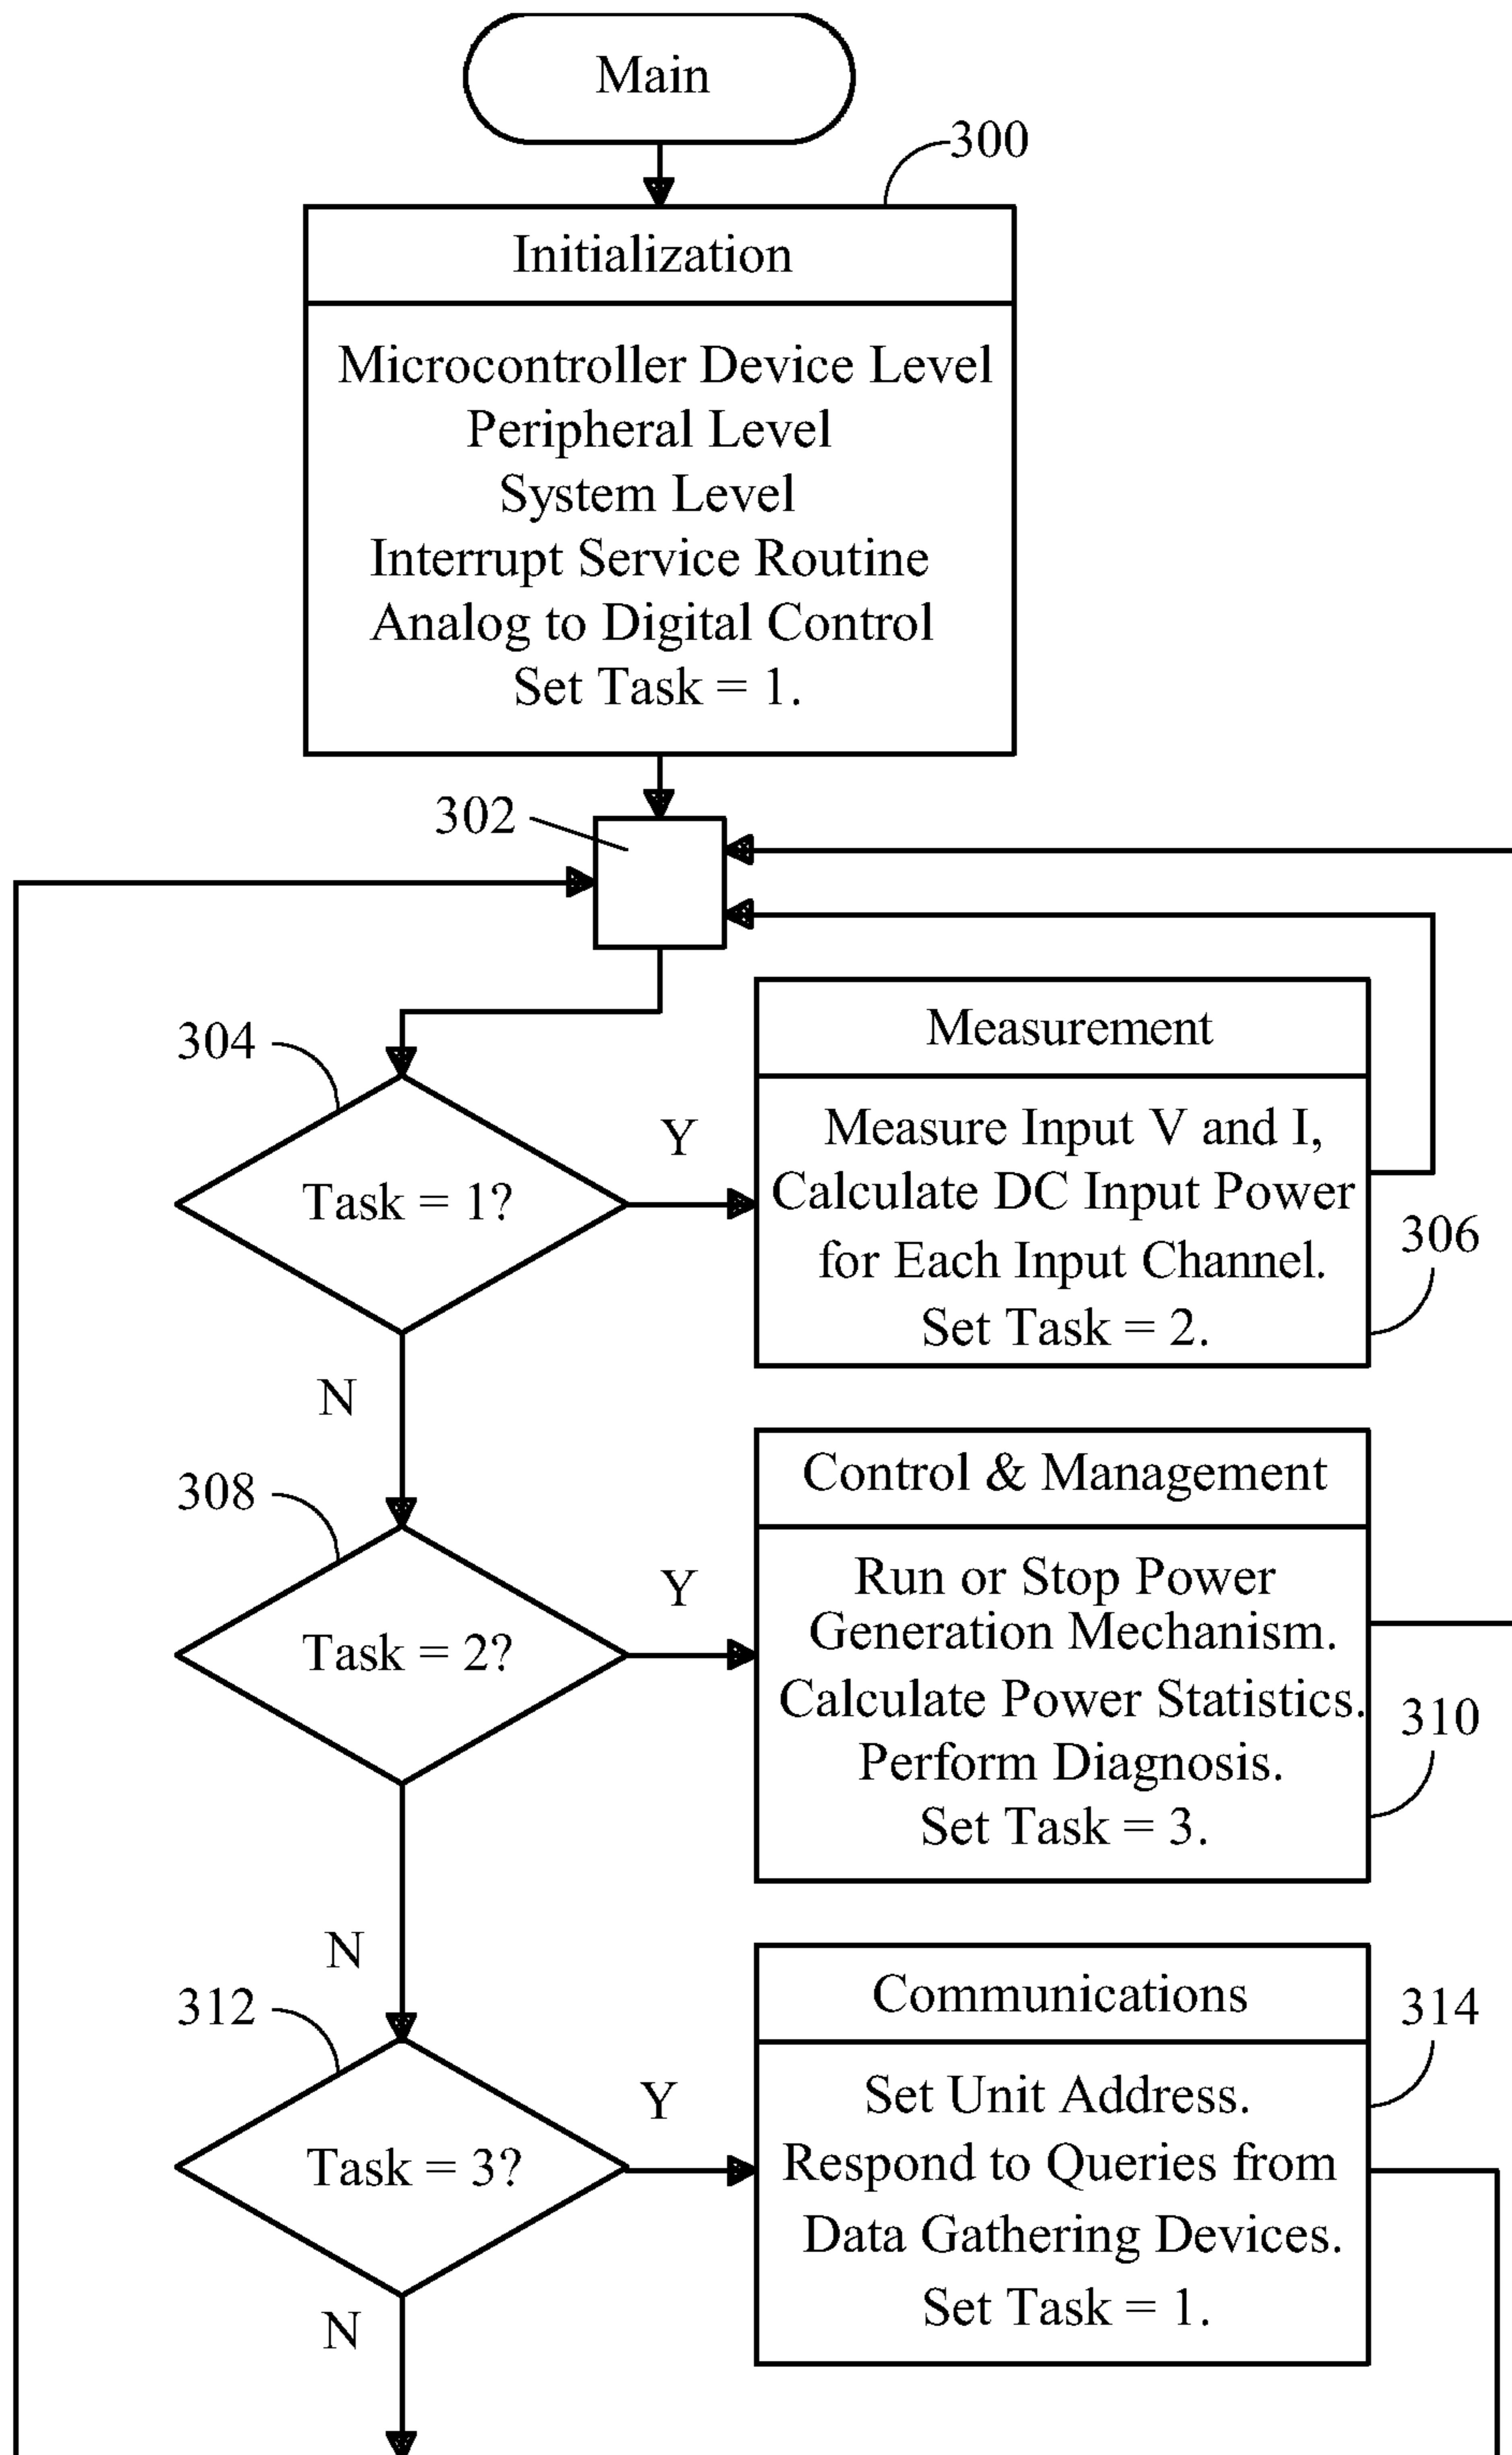 Main
300
Initialization
Microcontroller Device Level
Peripheral Level
System Level
Interrupt Service Routine
Analog to Digital Control
Set Task = 1.
302
304
Task = 1?
Y
N
Measurement
Measure Input V and I,
Calculate DC Input Power
for Each Input Channel.
Set Task = 2.
306
308
Task = 2?
Y
N
Control & Management
Run or Stop Power
Generation Mechanism.
Calculate Power Statistics.
Perform Diagnosis.
Set Task = 3.
310
312
Task = 3?
Y
N
Communications
Set Unit Address.
Respond to Queries from
Data Gathering Devices.
Set Task = 1.
314